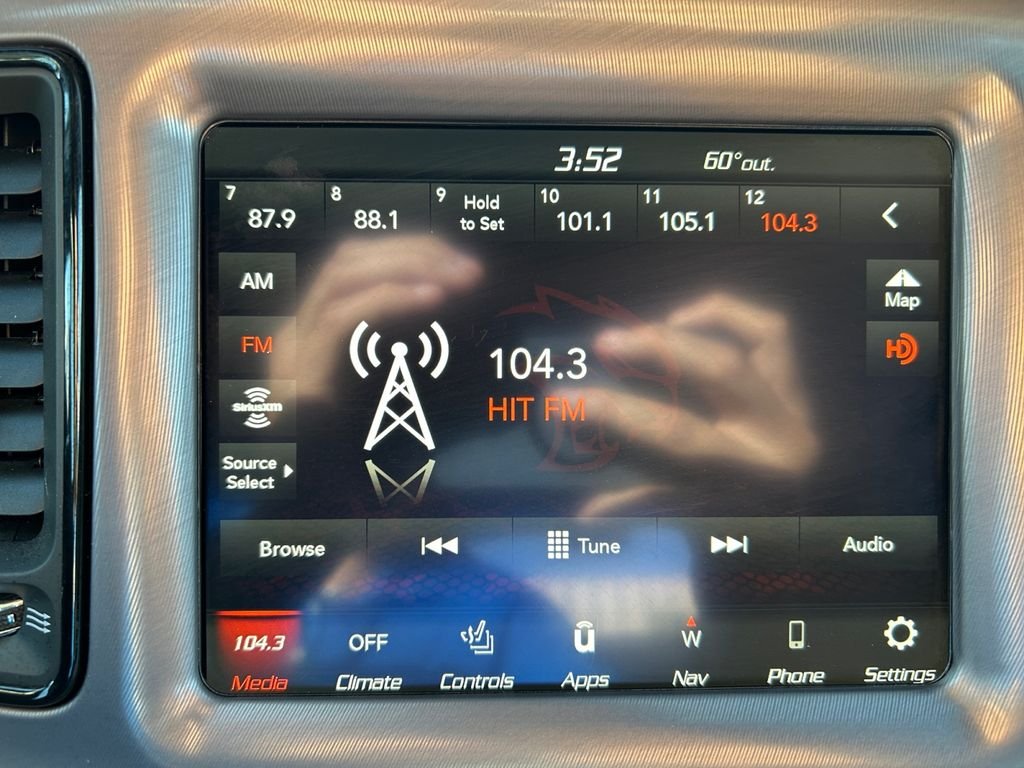 3:52 60° out.
7 87.9
8 88.1
9 Hold
to Set
10 101.1
11 105.1
12 104.3
AM
FM
SiriusXM
Source
Select
104.3
HIT FM
Map
HD
Browse
Tune
Audio
104.3
Media
OFF
Climate
Controls
ū
Apps
W
Nav
Phone
Settings